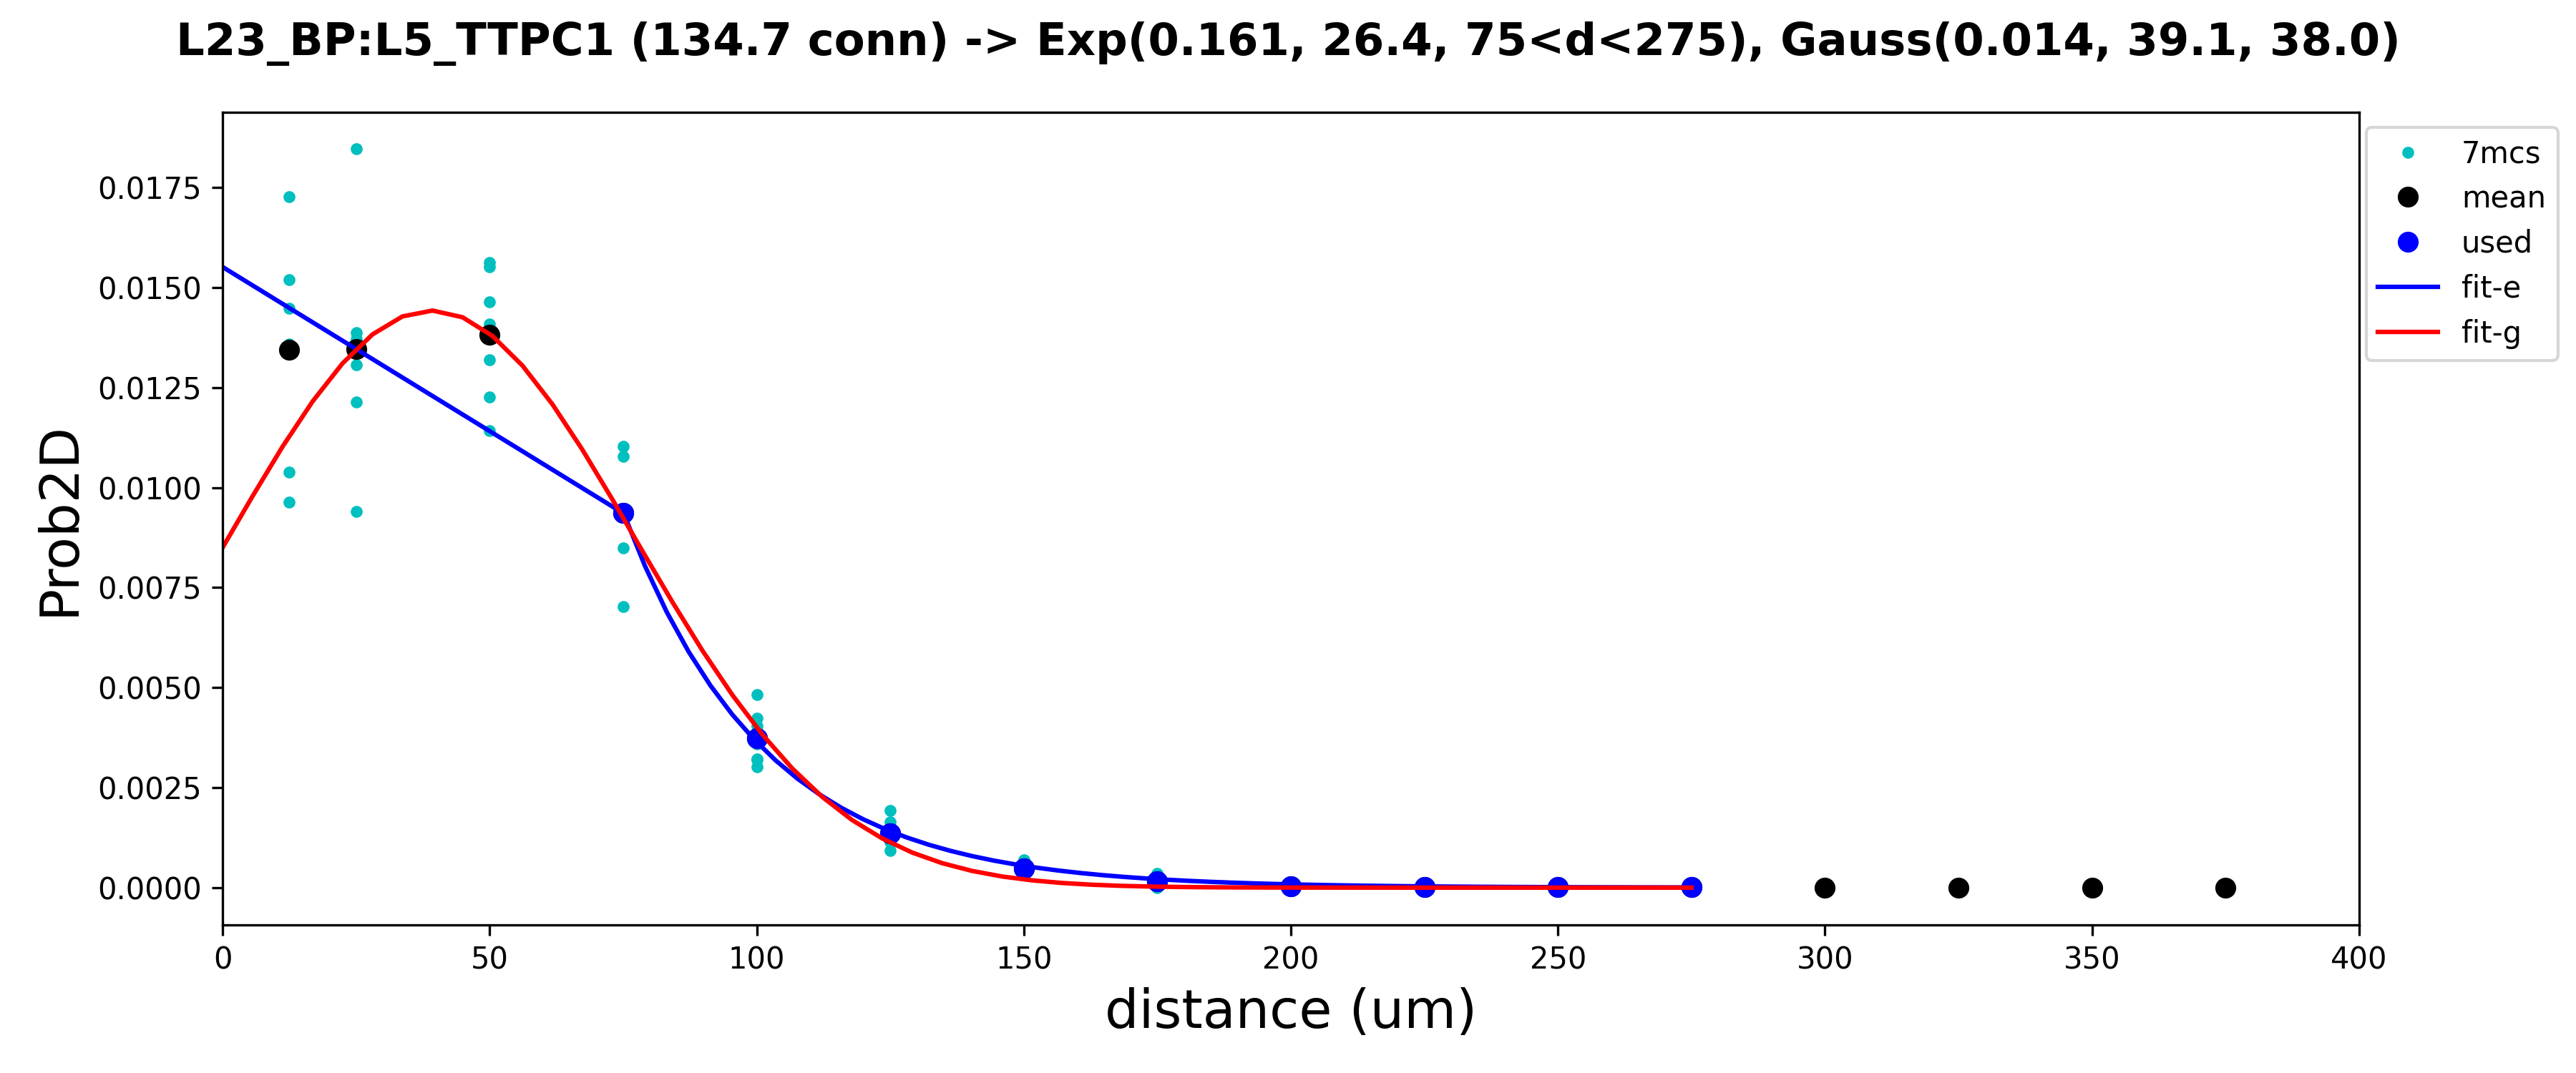 L23_BP:L5_TTPC1 (134.7 conn) -> Exp(0.161, 26.4, 75<d<275), Gauss(0.014, 39.1, 38.0)
7mcs
mean
used
fit-e
fit-g
Prob2D
0.0175
0.0150
0.0125
0.0100
0.0075
0.0050
0.0025
0.0000
0 50 100 150 200 250 300 350 400
distance (um)